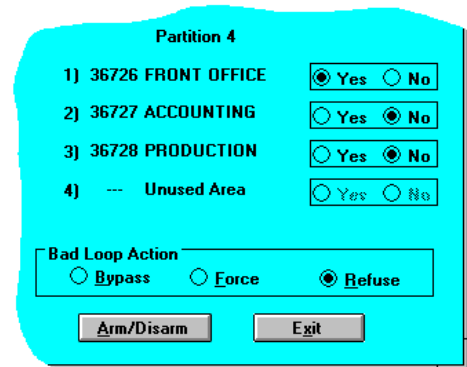 Partition 4
1) 36726 FRONT OFFICE Yes No
2) 36727 ACCOUNTING Yes No
3) 36728 PRODUCTION Yes No
4) --- Unused Area Yes No
Bad Loop Action
Bypass Force Refuse
Arm/Disarm Exit